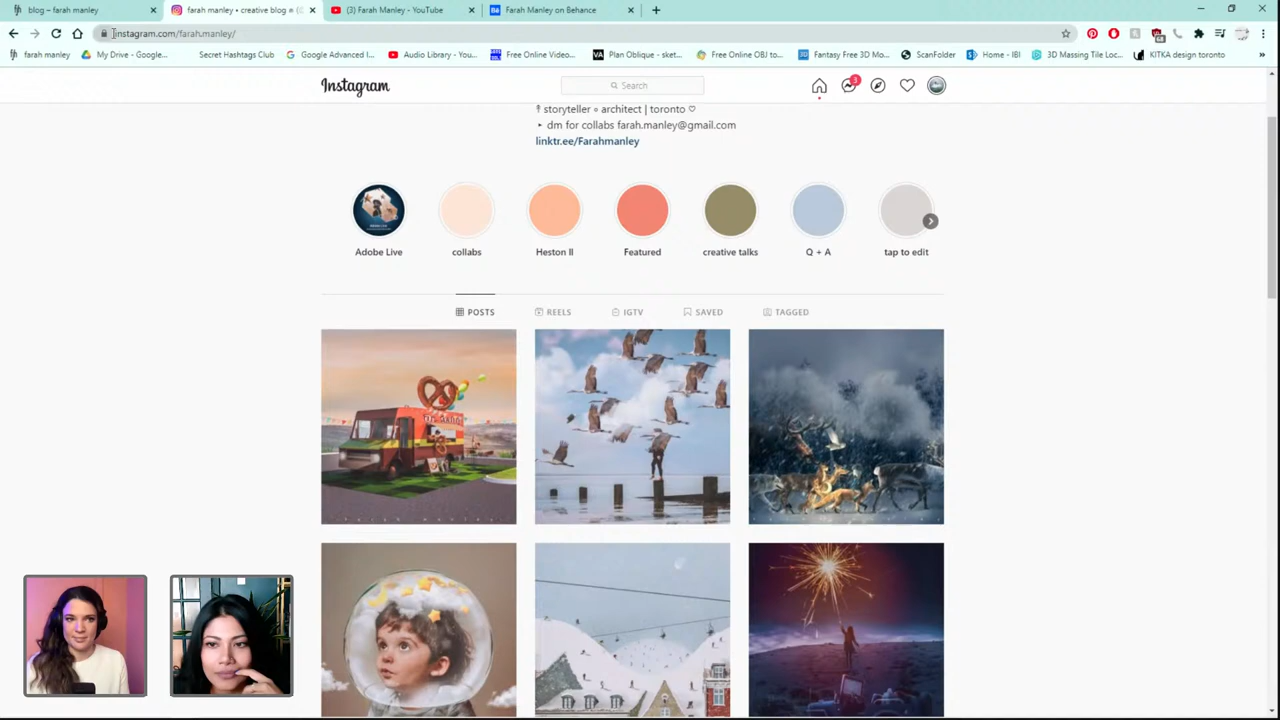 blog – farah manley
farah manley • creative blog
(3) Farah Manley - YouTube
Farah Manley on Behance
instagram.com/farah.manley/
farah manley
My Drive - Google...
Secret Hashtags Club
Google Advanced I...
Audio Library - You...
Free Online Video...
Plan Oblique - sket...
Free Online OBJ to...
Fantasy Free 3D Mo...
ScanFolder
Home - IBI
3D Massing Tile Loc...
KITKA design toronto
Instagram
Search
3
storyteller ∘ architect | toronto ♡
‣ dm for collabs farah.manley@gmail.com
linktr.ee/Farahmanley
Adobe Live
collabs
Heston II
Featured
creative talks
Q + A
tap to edit
POSTS
REELS
IGTV
SAVED
TAGGED
farah manley